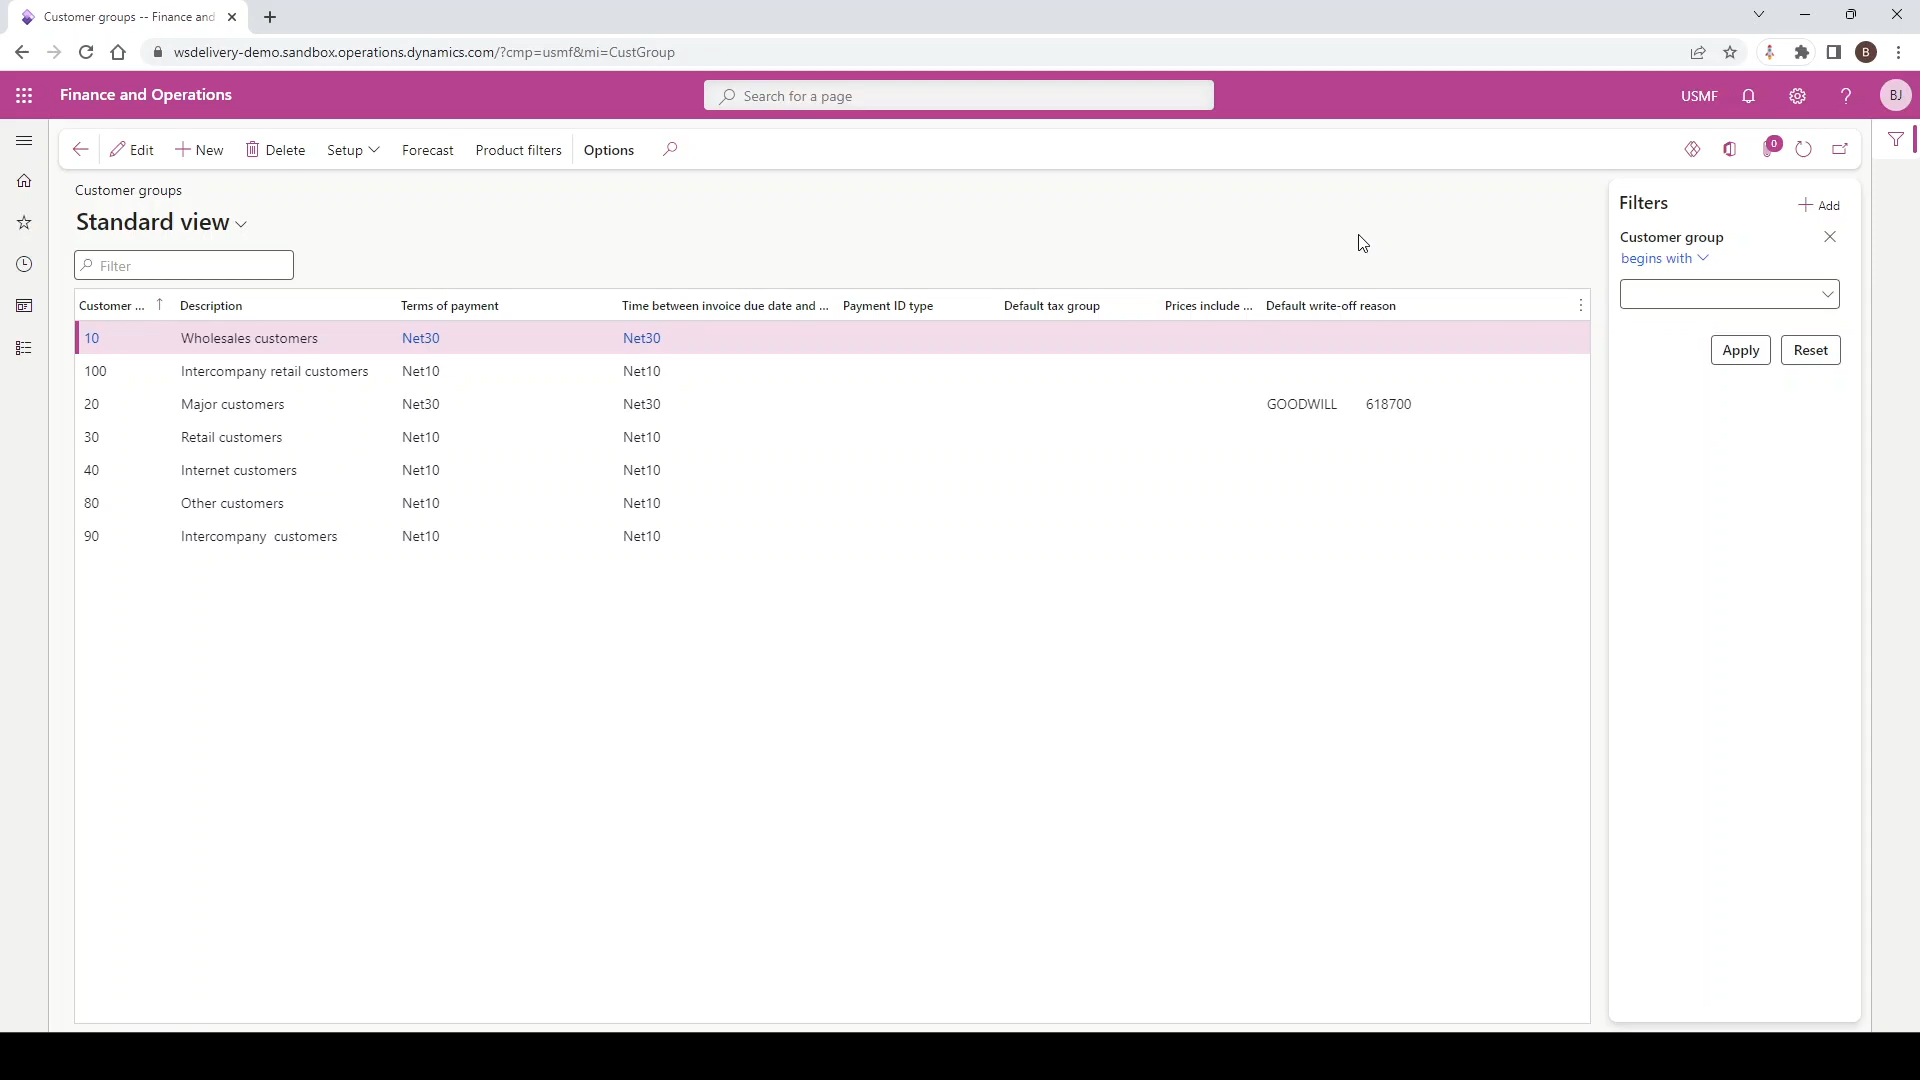 Customer groups -- Finance and
wsdelivery-demo.sandbox.operations.dynamics.com/?cmp=usmf&mi=CustGroup
B
Finance and Operations
Search for a page
USMF
?
BJ
Edit
New
Delete
Setup
Forecast
Product filters
Options
0
Customer groups
Standard view
Filter
Customer ... Description Terms of payment Time between invoice due date and ... Payment ID type Default tax group Prices include ... Default write-off reason
10 Wholesales customers Net30 Net30
100 Intercompany retail customers Net10 Net10
20 Major customers Net30 Net30 GOODWILL 618700
30 Retail customers Net10 Net10
40 Internet customers Net10 Net10
80 Other customers Net10 Net10
90 Intercompany customers Net10 Net10
Filters
Add
Customer group
begins with
Apply
Reset